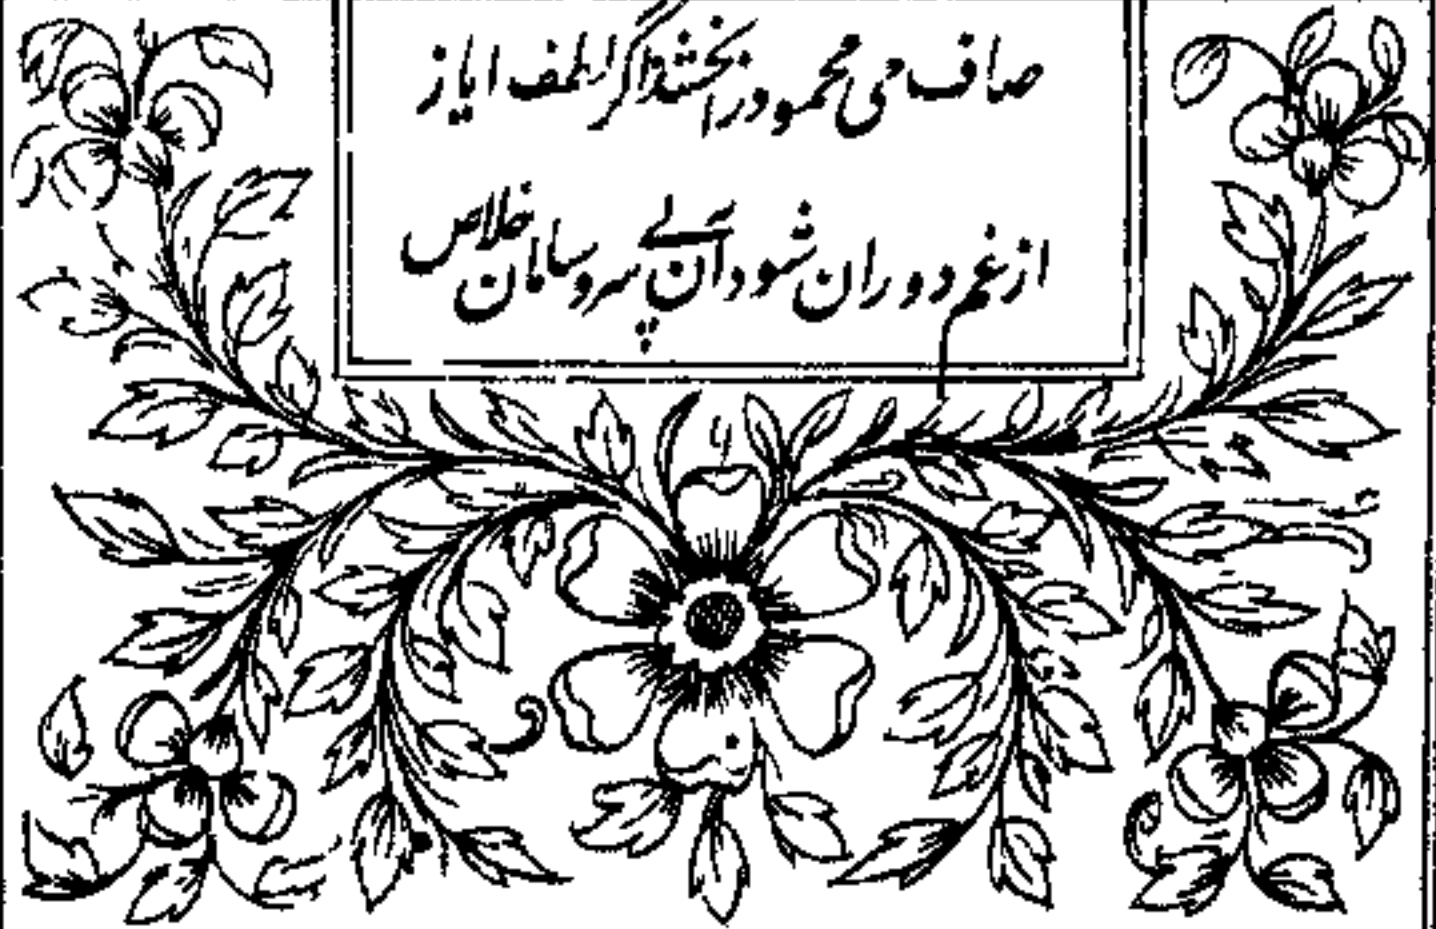 صاف می محمود را بخشد اگر لطف ایاز
از غم دوران شود آن بی سر و سامان خلاص